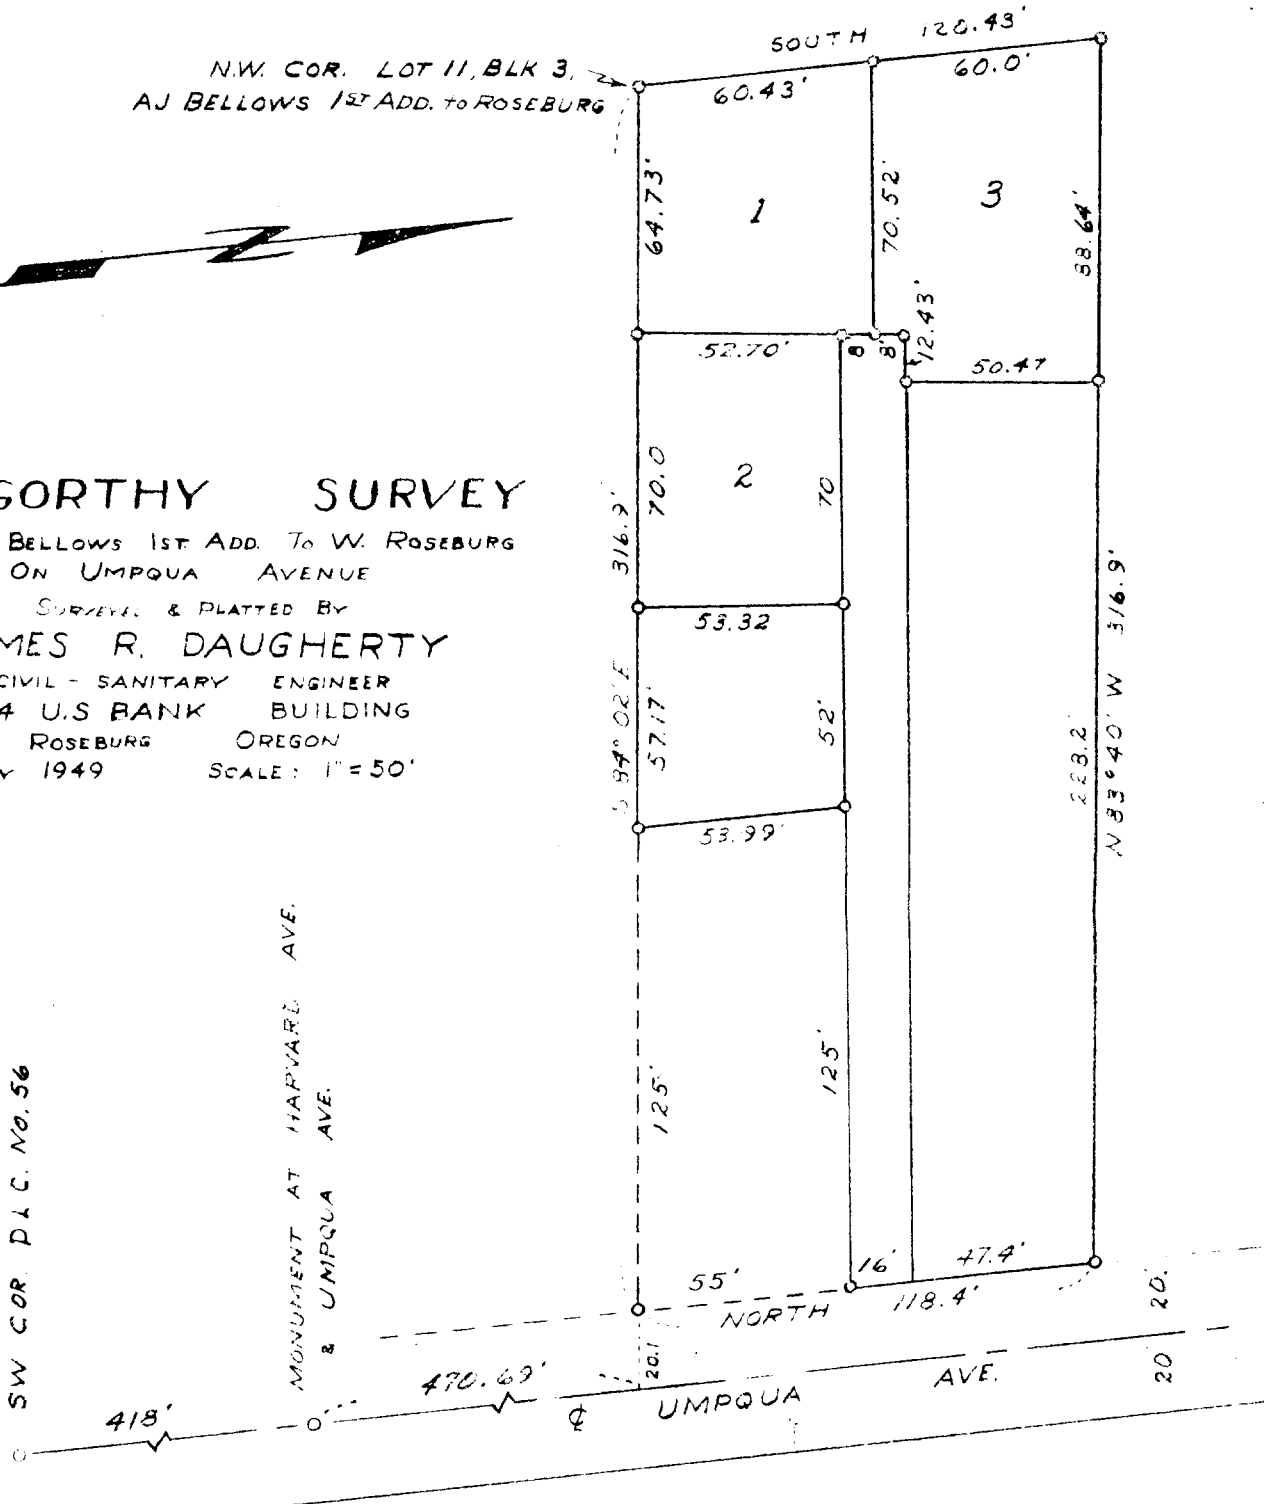 SOUTH 120.43'
N.W. COR. LOT 11, BLK 3,
AJ BELLOWS 1ST ADD. to ROSEBURG
60.43'
60.0'
64.73'
1
70.52'
3
88.64'
12.43'
52.70'
8
8'
50.47
70.0
2
70
316.9'
GORTHY SURVEY
BELLOWS 1ST ADD. To W. ROSEBURG
ON UMPQUA AVENUE
& PLATTED BY
MES R. DAUGHERTY
CIVIL - SANITARY ENGINEER
4 U.S BANK BUILDING
ROSEBURG OREGON
Y 1949 SCALE: 1" = 50'
53.32
S 84° 02' E
57.17'
52'
53.99'
228.2'
N 83° 40' W 316.9'
125'
125'
SW COR. D L C. No. 56
MONUMENT AT HARVARD AVE.
& UMPQUA AVE.
55'
16'
47.4'
NORTH
118.4'
20.1
20.
20
418'
470.69'
℄ UMPQUA AVE.